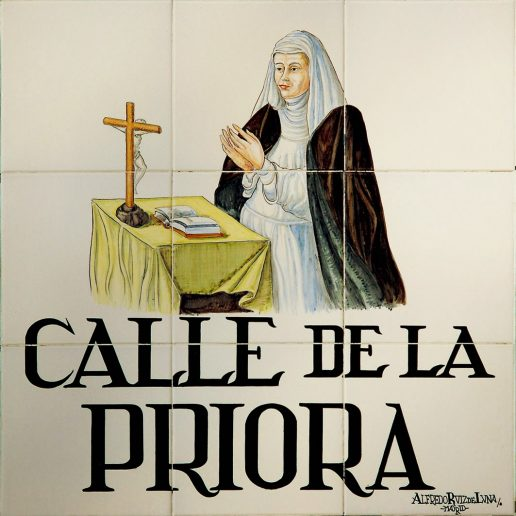 CALLE DE LA
PRIORA
ALFREDO RUIZ DE LUNA
-MADRID-